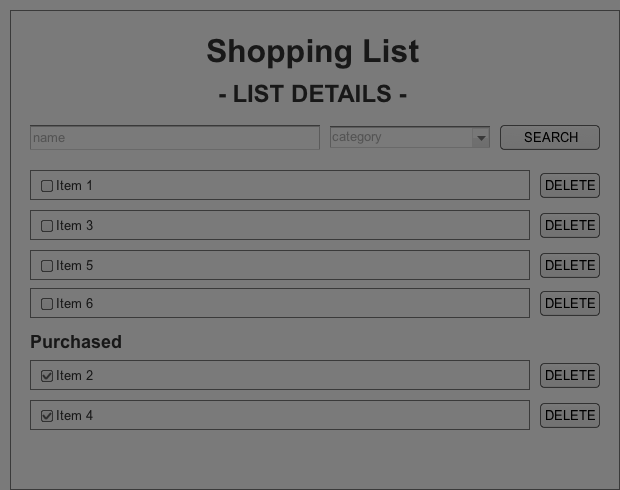 Shopping List
- LIST DETAILS -
name category SEARCH
Item 1 DELETE
Item 3 DELETE
Item 5 DELETE
Item 6 DELETE
Purchased
Item 2 DELETE
Item 4 DELETE